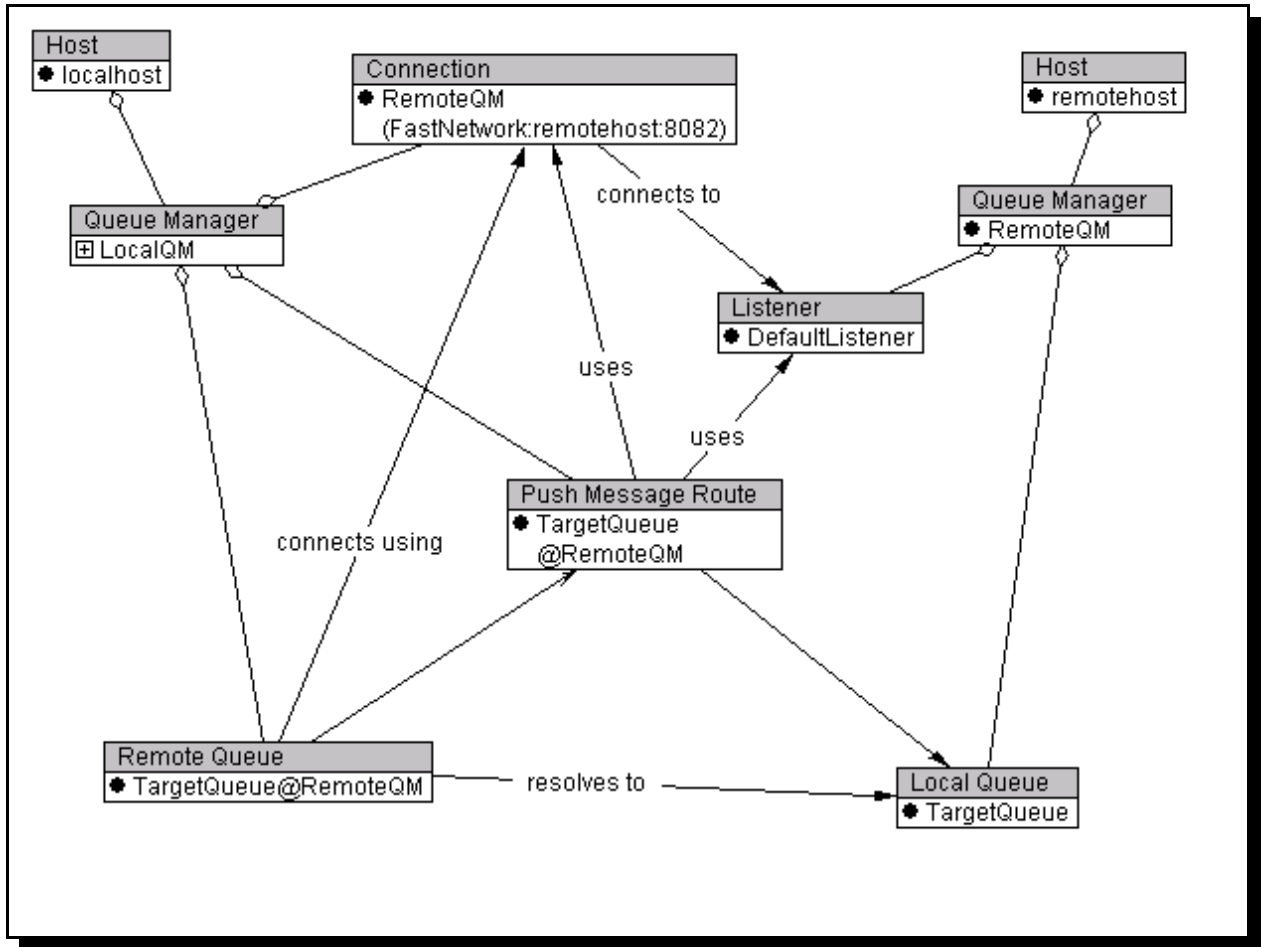 Host
localhost
Connection
RemoteQM
(FastNetwork:remotehost:8082)
Host
remotehost
connects to
Queue Manager
LocalQM
Queue Manager
RemoteQM
Listener
DefaultListener
uses
uses
Push Message Route
TargetQueue
@RemoteQM
connects using
Remote Queue
TargetQueue@RemoteQM
resolves to
Local Queue
TargetQueue